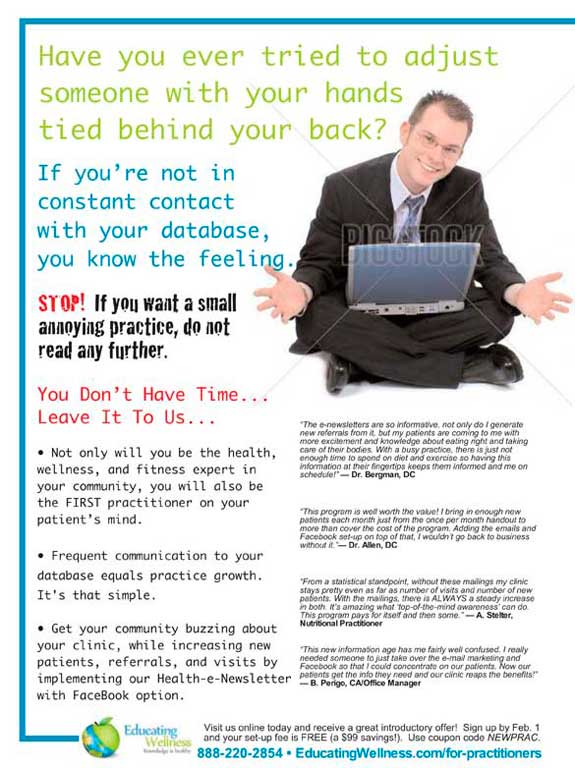 Have you ever tried to adjust
someone with your hands
tied behind your back?
If you're not in
constant contact
with your database,
you know the feeling.
BIGSTOCK
STOP! If you want a small
annoying practice, do not
read any further.
You Don't Have Time...
Leave It To Us...
• Not only will you be the health,
wellness, and fitness expert in
your community, you will also be
the FIRST practitioner on your
patient's mind.
• Frequent communication to your
database equals practice growth.
It's that simple.
• Get your community buzzing about
your clinic, while increasing new
patients, referrals, and visits by
implementing our Health-e-Newsletter
with FaceBook option.
"The e-newsletters are so informative, not only do I generate
new referrals from it, but my patients are coming to me with
more excitement and knowledge about eating right and taking
care of their bodies. With a busy practice, there is just not
enough time to spend on diet and exercise so having this
information at their fingertips keeps them informed and me on
schedule!" — Dr. Bergman, DC
"This program is well worth the value! I bring in enough new
patients each month just from the once per month handout to
more than cover the cost of the program. Adding the emails and
Facebook set-up on top of that, I wouldn't go back to business
without it." — Dr. Allen, DC
"From a statistical standpoint, without these mailings my clinic
stays pretty even as far as number of visits and number of new
patients. With the mailings, there is ALWAYS a steady increase
in both. It's amazing what 'top-of-the-mind awareness' can do.
This program pays for itself and then some." — A. Stelter,
Nutritional Practitioner
"This new information age has me fairly well confused. I really
needed someone to just take over the e-mail marketing and
Facebook so that I could concentrate on our patients. Now our
patients get the info they need and our clinic reaps the benefits!"
— B. Perigo, CA/Office Manager
Educating
Wellness
Knowledge is healthy
Visit us online today and receive a great introductory offer! Sign up by Feb. 1
and your set-up fee is FREE (a $99 savings!). Use coupon code NEWPRAC.
888-220-2854 • EducatingWellness.com/for-practitioners